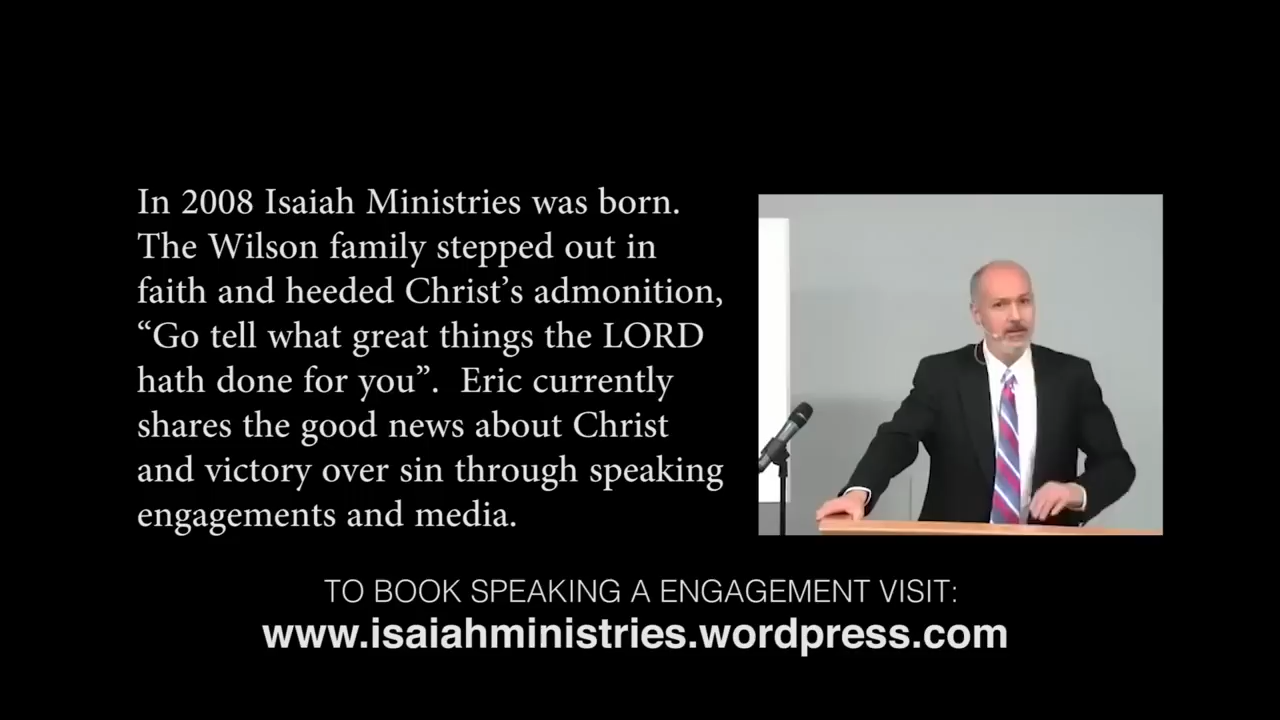 In 2008 Isaiah Ministries was born.
The Wilson family stepped out in
faith and heeded Christ's admonition,
“Go tell what great things the LORD
hath done for you”.  Eric currently
shares the good news about Christ
and victory over sin through speaking
engagements and media.
TO BOOK SPEAKING A ENGAGEMENT VISIT:
www.isaiahministries.wordpress.com